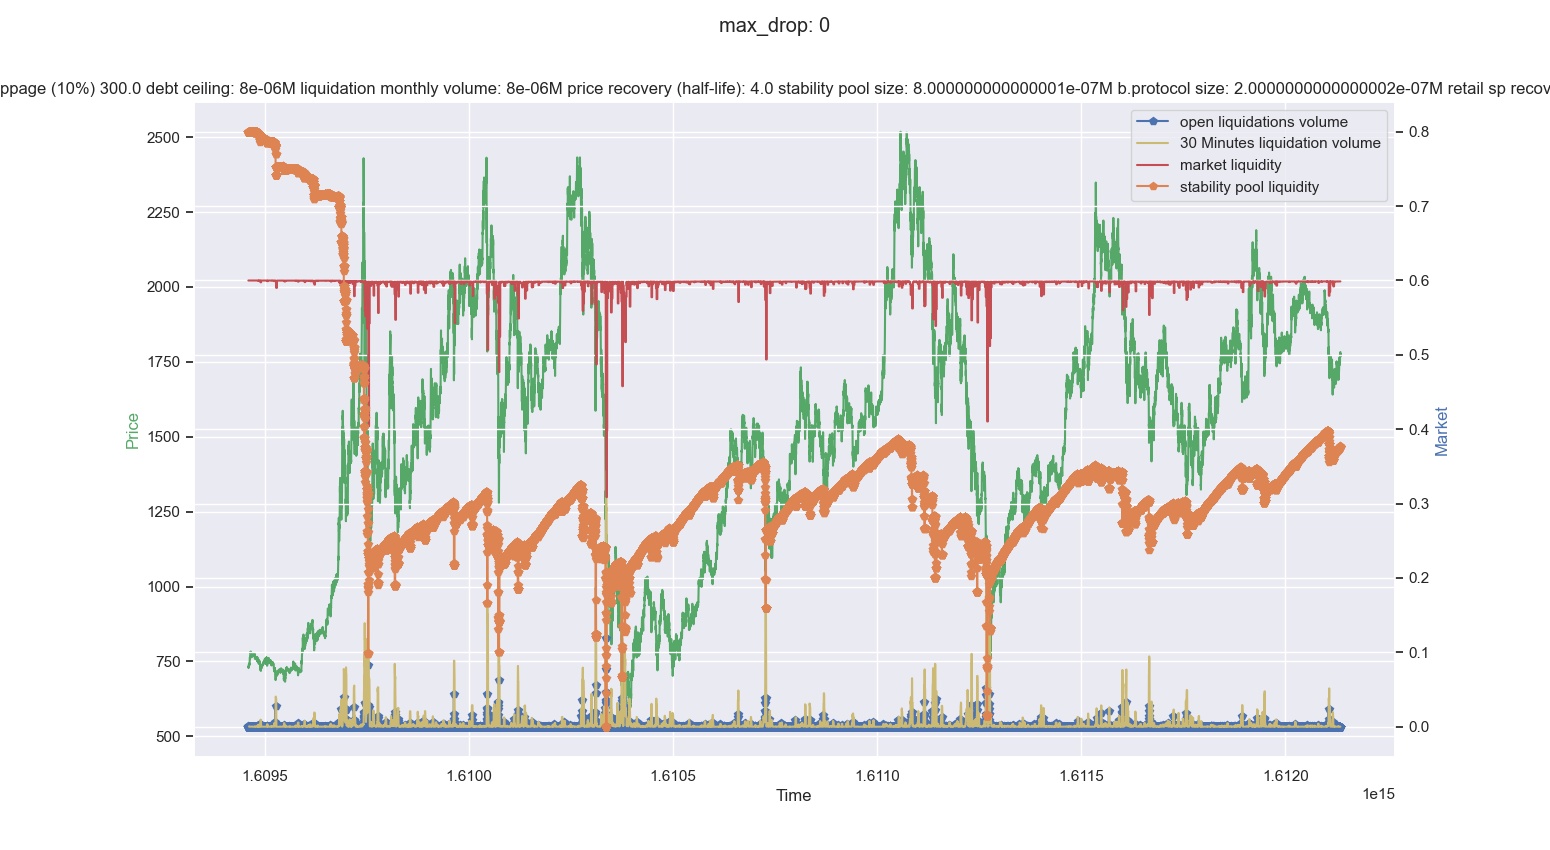 max_drop: 0
ppage (10%) 300.0 debt ceiling: 8e-06M liquidation monthly volume: 8e-06M price recovery (half-life): 4.0 stability pool size: 8.000000000000001e-07M b.protocol size: 2.0000000000000002e-07M retail sp recov
open liquidations volume
30 Minutes liquidation volume
market liquidity
stability pool liquidity
2500
2250
2000
1750
1500
1250
1000
750
500
Price
0.8
0.7
0.6
0.5
0.4
0.3
0.2
0.1
0.0
Market
1.6095 1.6100 1.6105 1.6110 1.6115 1.6120
Time
1e15